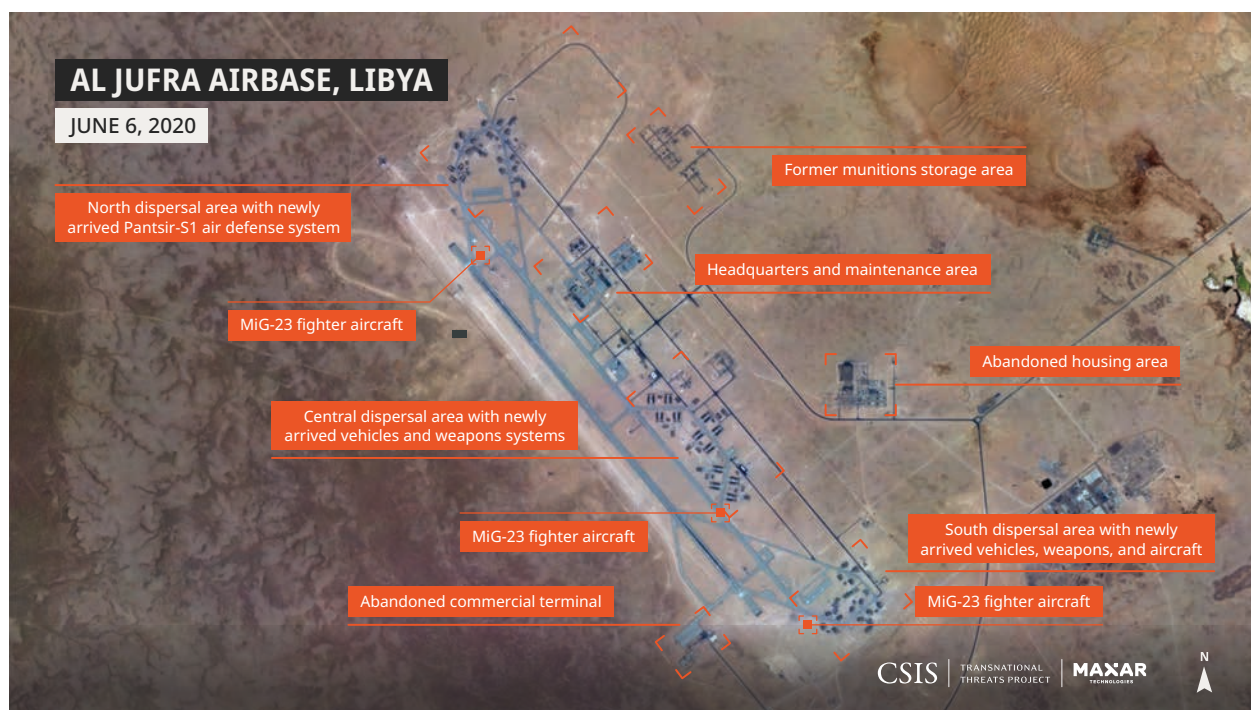 AL JUFRA AIRBASE, LIBYA
JUNE 6, 2020
Former munitions storage area
North dispersal area with newly
arrived Pantsir-S1 air defense system
Headquarters and maintenance area
MiG-23 fighter aircraft
Abandoned housing area
Central dispersal area with newly
arrived vehicles and weapons systems
MiG-23 fighter aircraft
South dispersal area with newly
arrived vehicles, weapons, and aircraft
Abandoned commercial terminal
MiG-23 fighter aircraft
CSIS
TRANSNATIONAL
THREATS PROJECT
MAXAR
TECHNOLOGIES
N